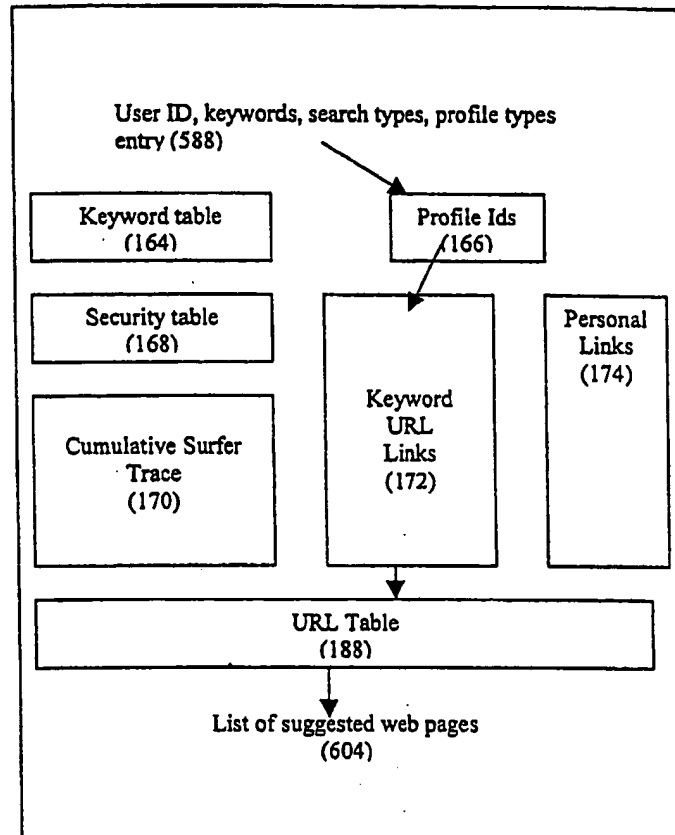 User ID, keywords, search types, profile types
entry (588)
Keyword table
(164)
Profile Ids
(166)
Security table
(168)
Personal
Links
(174)
Keyword
URL
Links
(172)
Cumulative Surfer
Trace
(170)
URL Table
(188)
List of suggested web pages
(604)